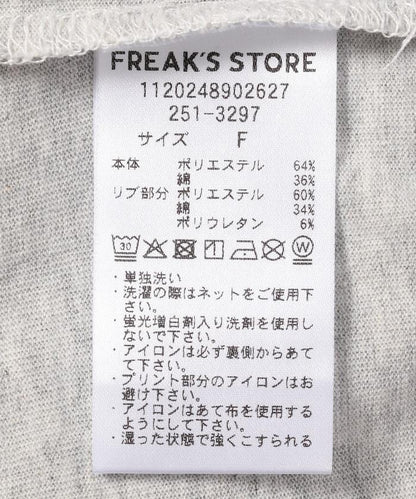 FREAK'S STORE
1120248902627
251-3297
サイズ F
本体 ポリエステル 64%
綿 36%
リブ部分 ポリエステル 60%
綿 34%
ポリウレタン 6%
30 W
・単独洗い
・洗濯の際はネットをご使用下
さい。
・蛍光増白剤入り洗剤を使用し
ないで下さい。
・アイロンは必ず裏側からあて
て下さい。
・プリント部分のアイロンはお
避け下さい。
・アイロンはあて布を使用する
ようにして下さい。
・湿った状態で強くこすられる